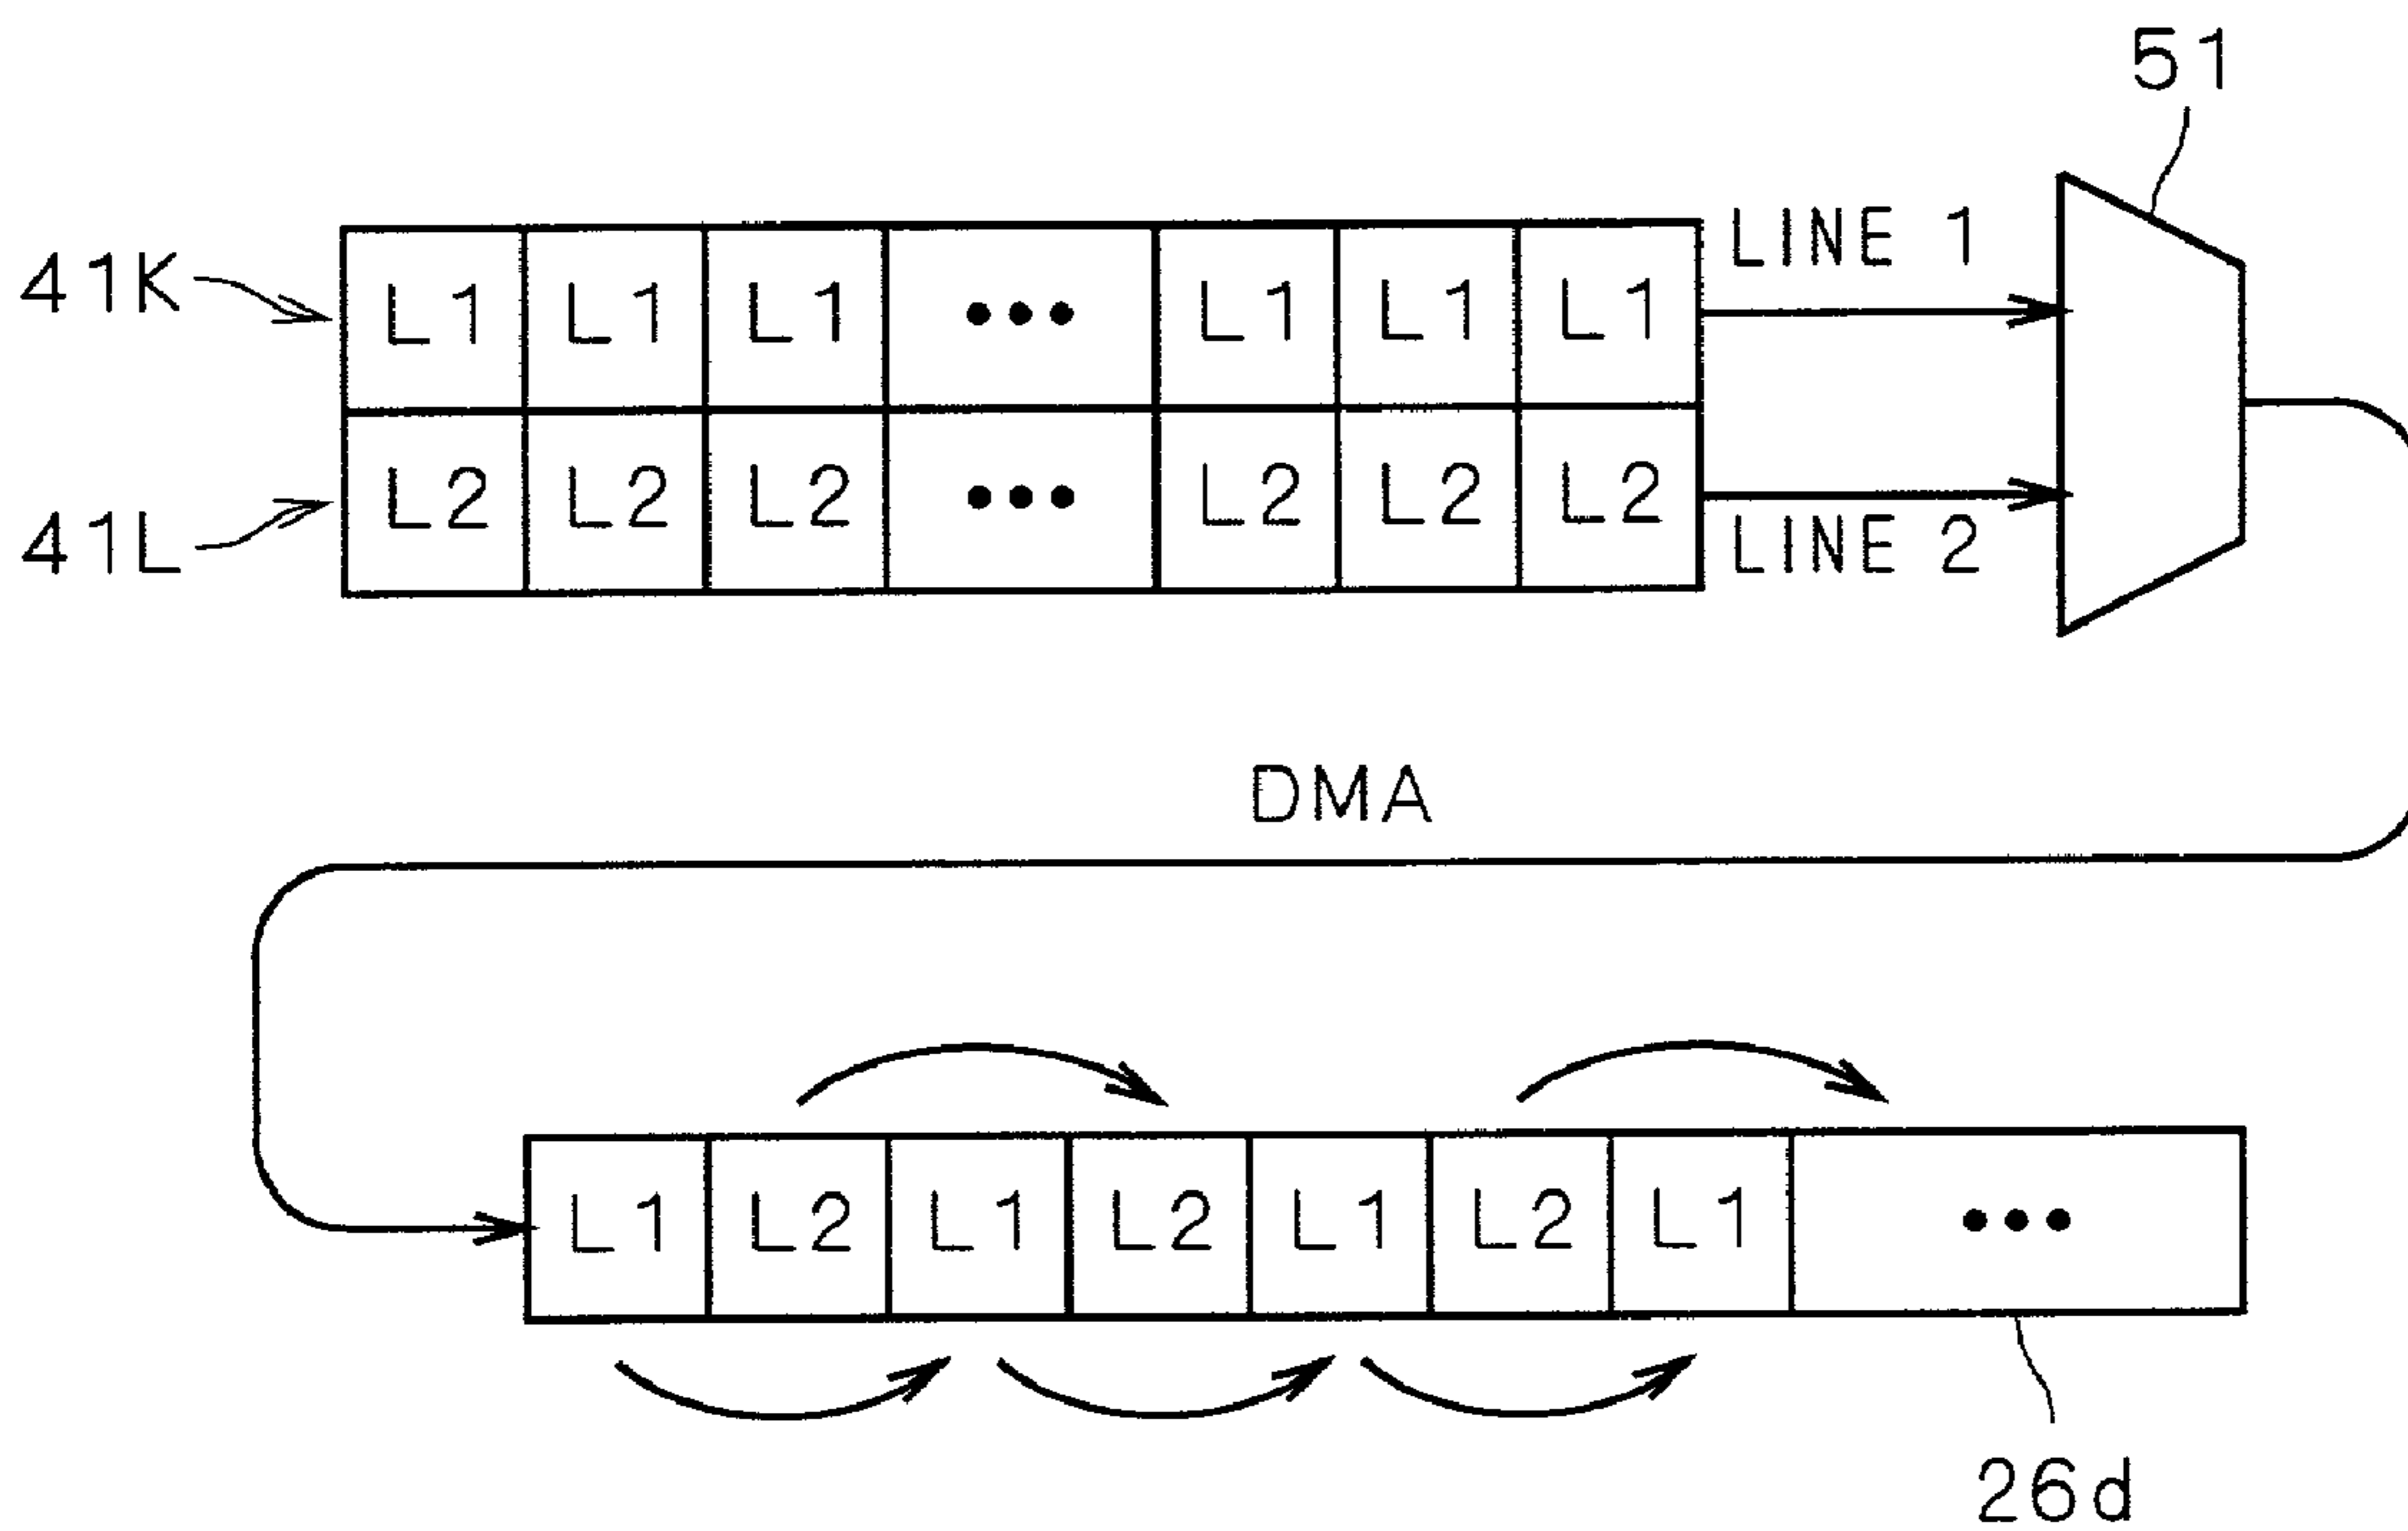 51
LINE 1
41K L1 L1 L1 ••• L1 L1 L1
41L L2 L2 L2 ••• L2 L2 L2
LINE 2
DMA
L1 L2 L1 L2 L1 L2 L1 •••
26d